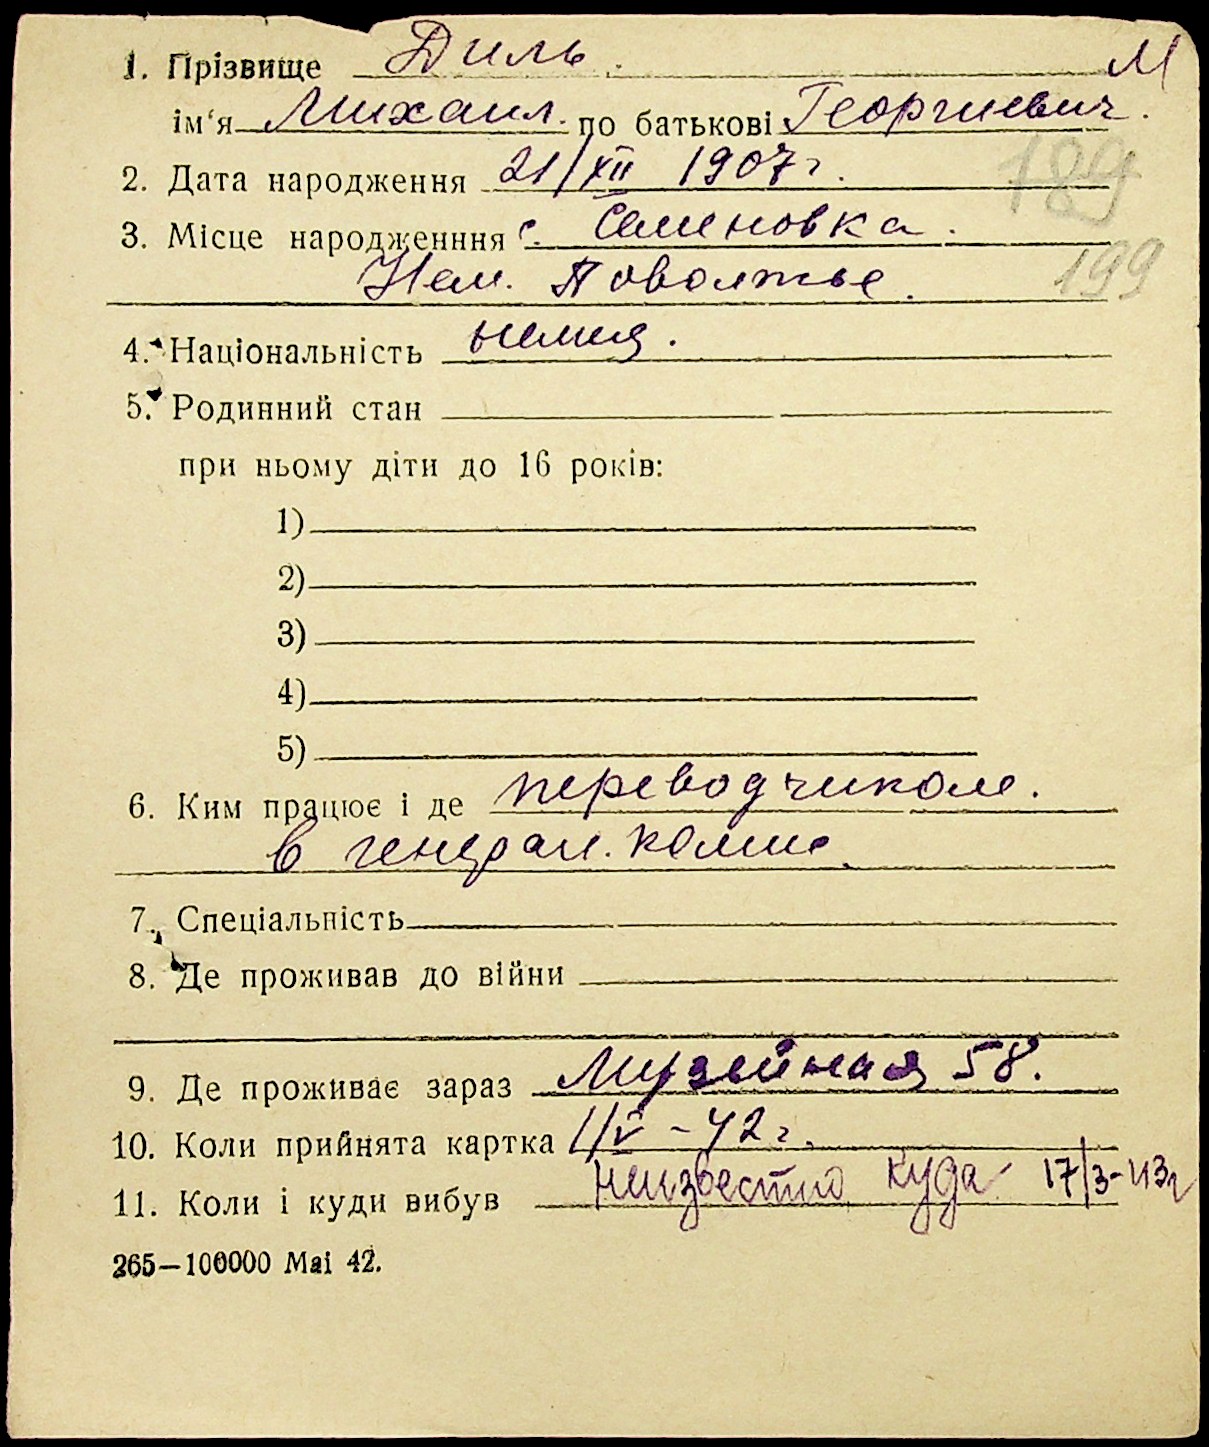 1. Прізвище Диль. М
ім'я Михаил. по батькові Георгиевич.
2. Дата народження 21/XII 1907 г. 189
3. Місце народженння с. Семеновка.
Нем. Поволжье. 199
4. Національність немец.
5. Родинний стан
при ньому діти до 16 років:
1)
2)
3)
4)
5)
6. Ким працює і де переводчиком.
в генерал. комис.
7. Спеціальність
8. Де проживав до війни
9. Де проживає зараз Музейная 58.
10. Коли прийнята картка 1/V - 42 г.
11. Коли і куди вибув неизвестно куда 17/3-43г
265—100000 Mai 42.